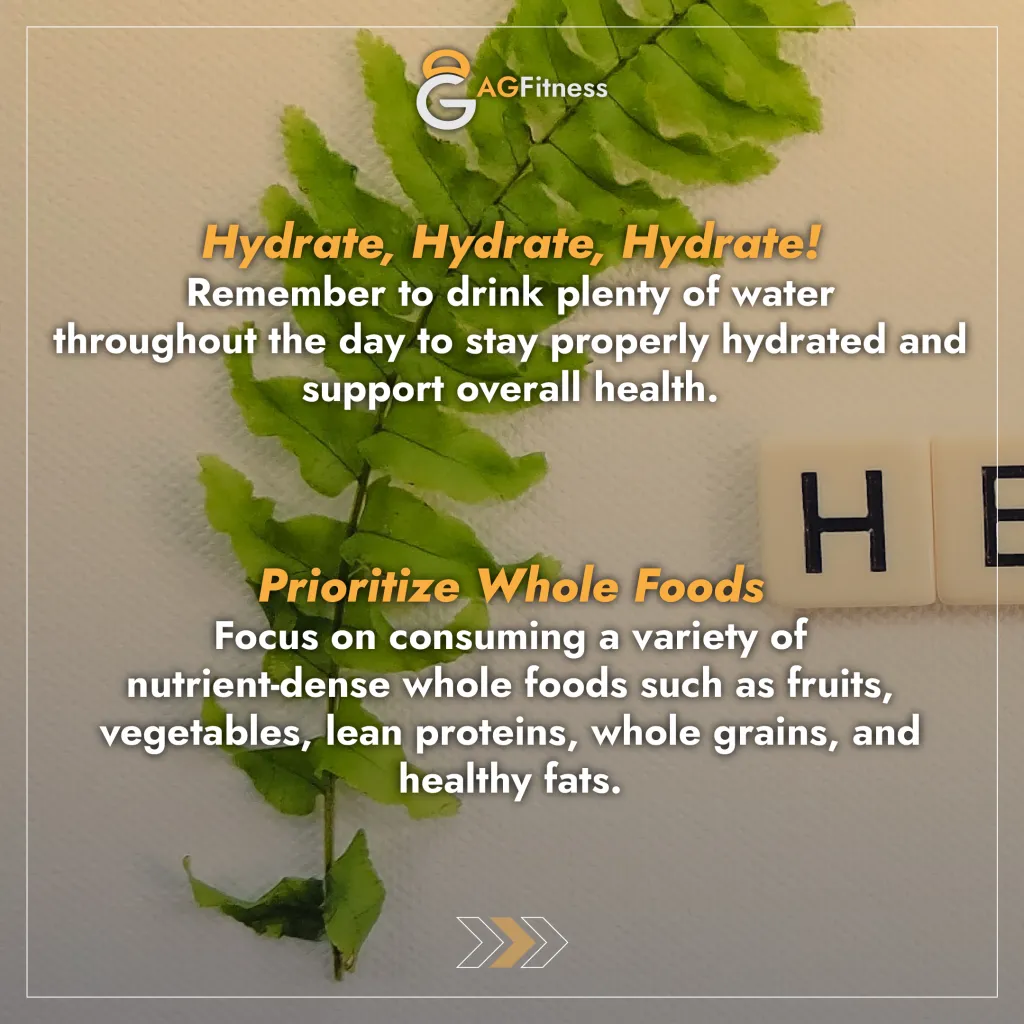 AGFitness
Hydrate, Hydrate, Hydrate!
Remember to drink plenty of water
throughout the day to stay properly hydrated and
support overall health.
HE
Prioritize Whole Foods
Focus on consuming a variety of
nutrient-dense whole foods such as fruits,
vegetables, lean proteins, whole grains, and
healthy fats.